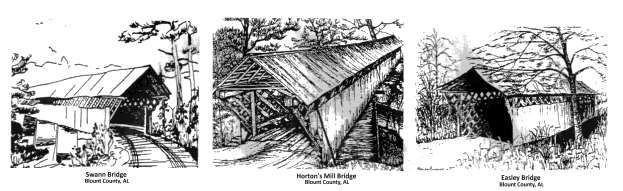 Swann Bridge
Blount County, AL
Horton's Mill Bridge
Blount County, AL
Easley Bridge
Blount County, AL